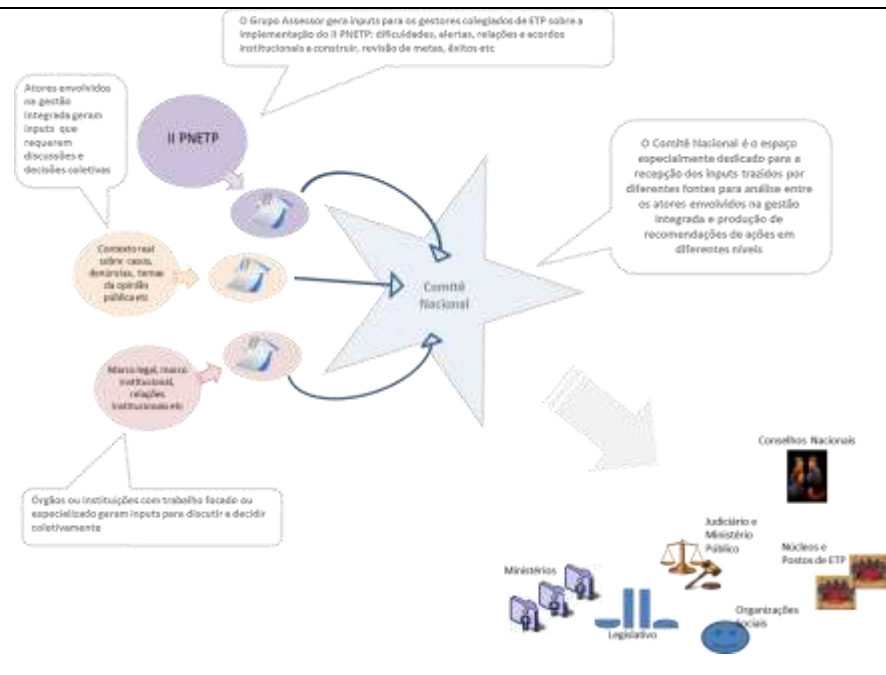 O Grupo Assessor gera inputs para os gestores colegiados de ETP sobre a
implementação do II PNETP: dificuldades, alertas, relações e acordos
institucionais a construir, revisão de metas, êxitos etc
Atores envolvidos
na gestão
integrada geram
inputs que
requerem
discussões e
decisões coletivas
II PNETP
O Comitê Nacional é o espaço
especialmente dedicado para a
recepção dos inputs trazidos por
diferentes fontes para análise entre
os atores envolvidos na gestão
integrada e produção de
recomendações de ações em
diferentes níveis
Contexto real
sobre casos,
denúncias, temas
da opinião
pública etc
Comitê
Nacional
Marco legal, marco
institucional,
relações
institucionais etc
Órgãos ou instituições com trabalho focado ou
especializado geram inputs para discutir e decidir
coletivamente
Conselhos Nacionais
Judiciário e
Ministério
Público
Núcleos e
Postos de ETP
Ministérios
Organizações
Sociais
Legislativo